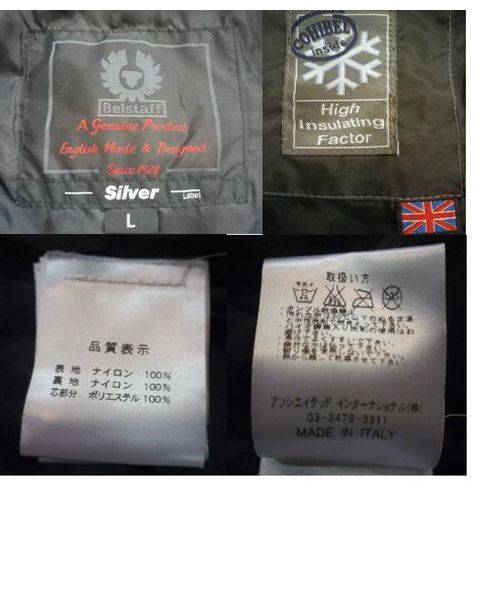 Belstaff
A Genuine Product
English Made & Designed
Since 1924
Silver Label
L
COMBEL
inside
High
Insulating
Factor
品質表示
表地 ナイロン 100%
裏地 ナイロン 100%
芯部分 ポリエステル 100%
取扱い方
アソシエイテッド インターナショナル(株)
03-3479-3311
MADE IN ITALY